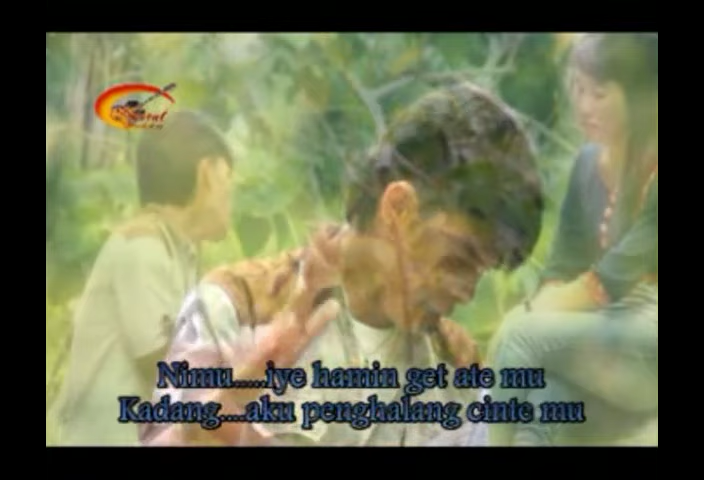 Nimu.....iye hamin get ate mu
Kadang....aku penghalang cinte mu